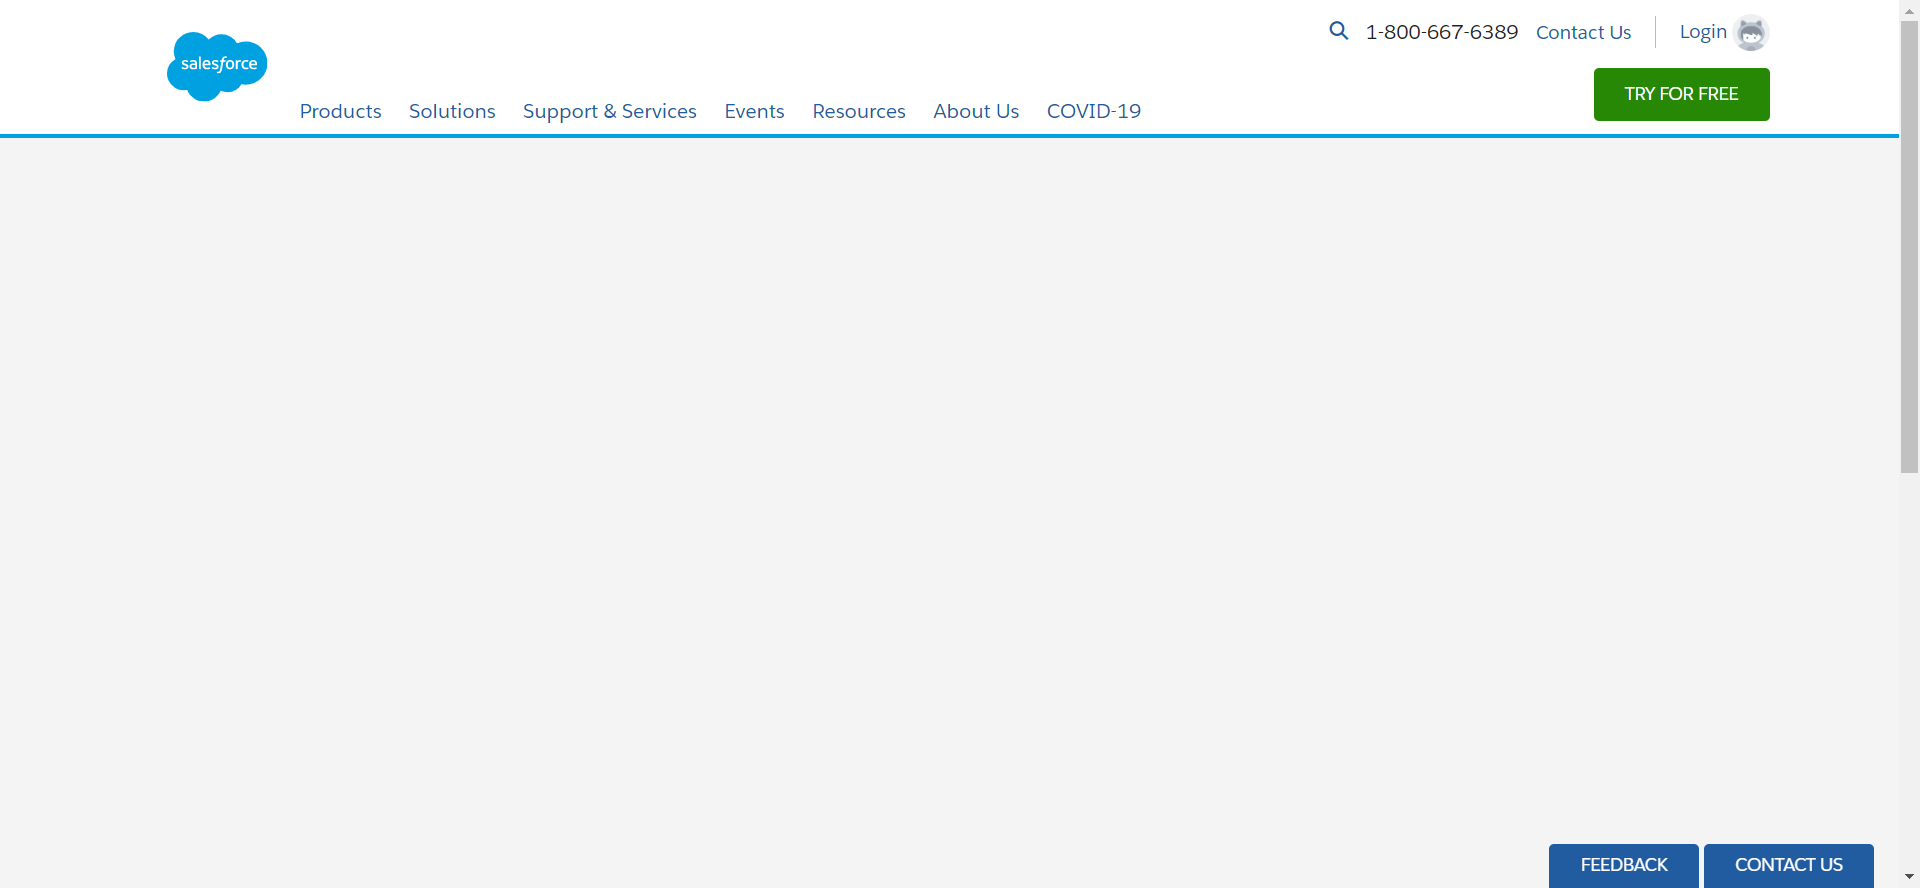 1-800-667-6389 Contact Us Login
salesforce
TRY FOR FREE
Products Solutions Support & Services Events Resources About Us COVID-19
FEEDBACK CONTACT US